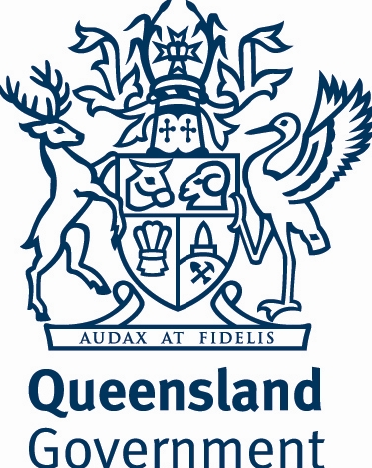 AUDAX AT FIDELIS
Queensland
Government